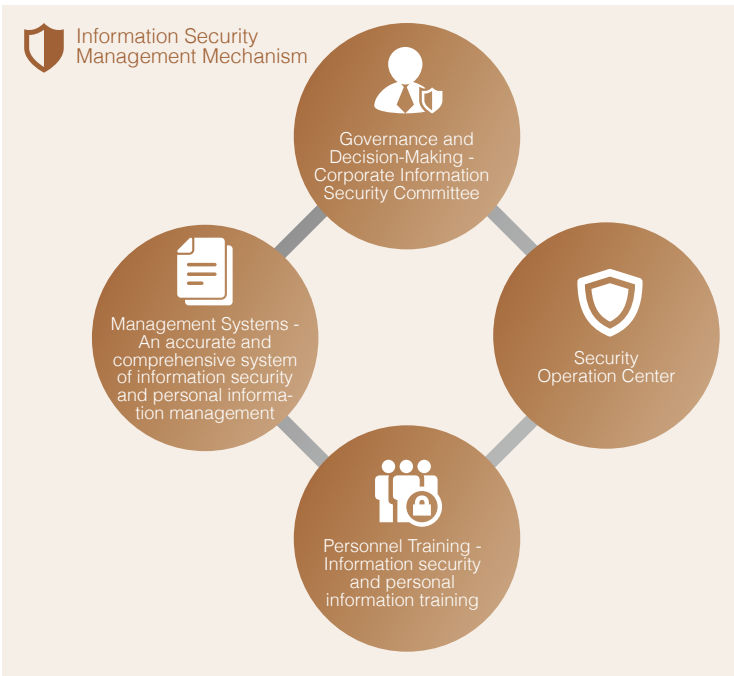 Information Security
Management Mechanism
Governance and
Decision-Making -
Corporate Information
Security Committee
Management Systems -
An accurate and
comprehensive system
of information security
and personal informa-
tion management
Security
Operation Center
Personnel Training -
Information security
and personal
information training